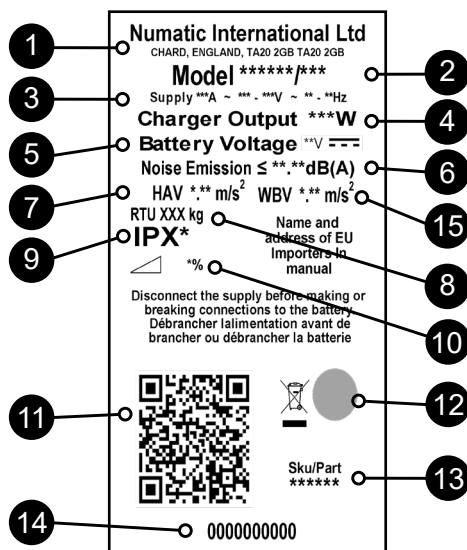 Numatic International Ltd
1
CHARD, ENGLAND, TA20 2GB TA20 2GB
Model ******/***
2
3
Supply ***A ~ *** - ***V ~ ** - **Hz
Charger Output ***W
4
5
Battery Voltage **V
Noise Emission ≤ **.**dB(A)
6
7
HAV *.** m/s² WBV *.** m/s²
15
RTU XXX kg
9
IPX*
Name and
address of EU
Importers In
manual
8
*%
10
Disconnect the supply before making or
breaking connections to the battery.
Débrancher lalimentation avant de
brancher ou débrancher la batterie
11
12
Sku/Part
******
13
14
0000000000